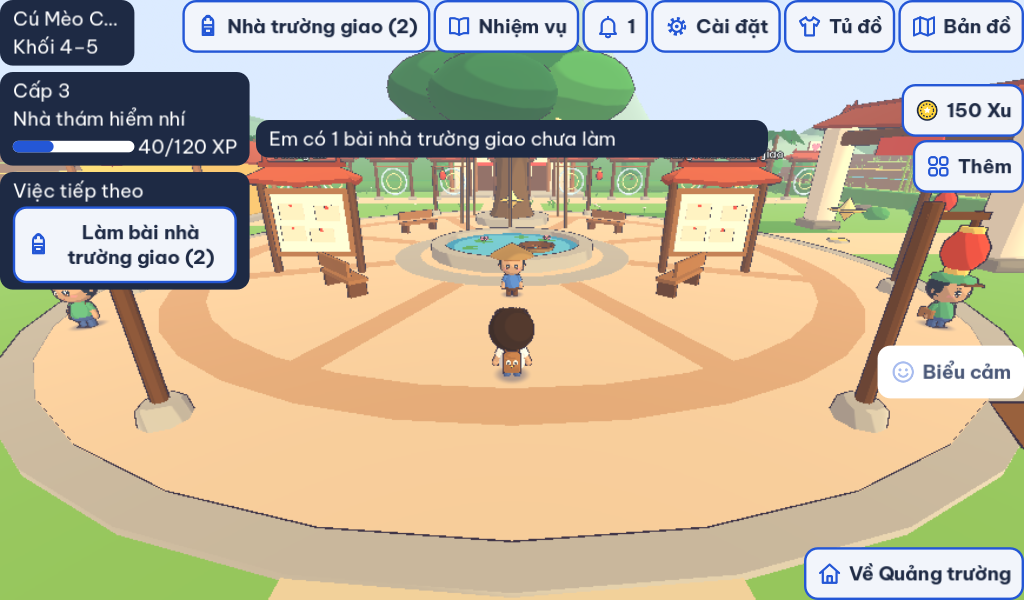 Cú Mèo C...
Khối 4–5
Nhà trường giao (2)
Nhiệm vụ
1
Cài đặt
Tủ đồ
Bản đồ
Cấp 3
Nhà thám hiểm nhí
40/120 XP
150 Xu
Em có 1 bài nhà trường giao chưa làm
Thêm
Việc tiếp theo
Làm bài nhà
trường giao (2)
Biểu cảm
Về Quảng trường